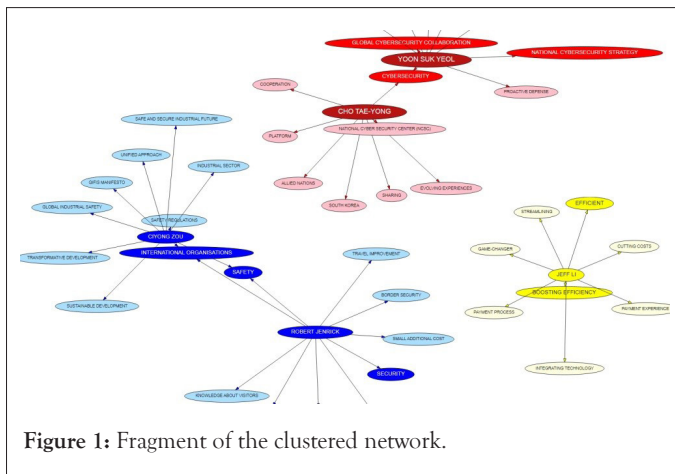 GLOBAL CYBERSECURITY COLLABORATION
NATIONAL CYBERSECURITY STRATEGY
YOON SUK YEOL
CYBERSECURITY
COOPERATION
PROACTIVE DEFENSE
CHO TAE-YONG
SAFE AND SECURE INDUSTRIAL FUTURE
NATIONAL CYBER SECURITY CENTER (NCSC)
PLATFORM
UNIFIED APPROACH
INDUSTRIAL SECTOR
ALLIED NATIONS
EVOLVING EXPERIENCES
SHARING
SOUTH KOREA
GIFIS MANIFESTO
EFFICIENT
GLOBAL INDUSTRIAL SAFETY
STREAMLINING
SAFETY REGULATIONS
CIYONG ZOU
GAME-CHANGER
CUTTING COSTS
INTERNATIONAL ORGANISATIONS
TRANSFORMATIVE DEVELOPMENT
TRAVEL IMPROVEMENT
SAFETY
JEFF LI
BOOSTING EFFICIENCY
BORDER SECURITY
SUSTAINABLE DEVELOPMENT
PAYMENT PROCESS
PAYMENT EXPERIENCE
ROBERT JENRICK
SMALL ADDITIONAL COST
INTEGRATING TECHNOLOGY
SECURITY
KNOWLEDGE ABOUT VISITORS
Figure 1: Fragment of the clustered network.